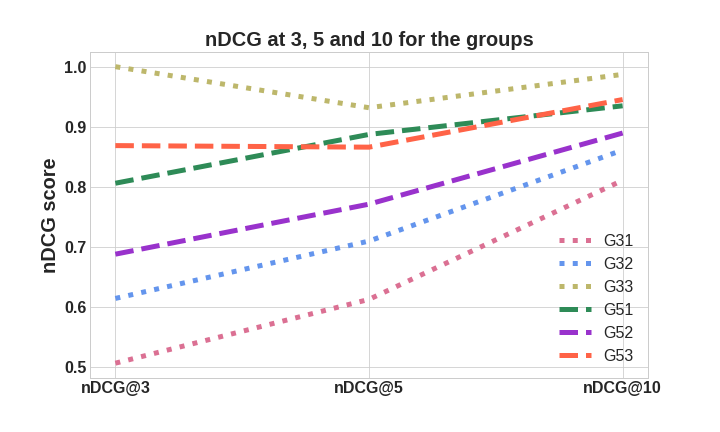 nDCG at 3, 5 and 10 for the groups
nDCG score
1.0
0.9
0.8
0.7
0.6
0.5
nDCG@3
nDCG@5
nDCG@10
G31
G32
G33
G51
G52
G53